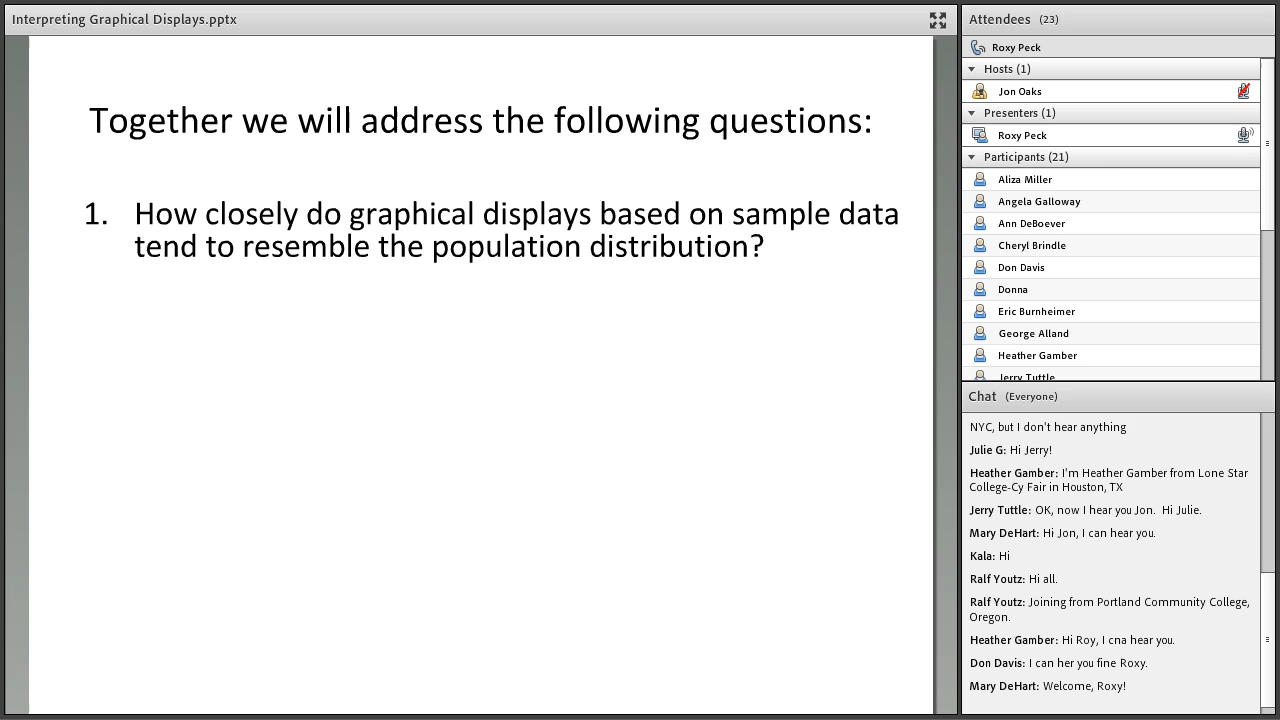 Interpreting Graphical Displays.pptx
Together we will address the following questions:
1. How closely do graphical displays based on sample data
tend to resemble the population distribution?
Attendees (23)
Roxy Peck
Hosts (1)
Jon Oaks
Presenters (1)
Roxy Peck
Participants (21)
Aliza Miller
Angela Galloway
Ann DeBoever
Cheryl Brindle
Don Davis
Donna
Eric Burnheimer
George Alland
Heather Gamber
Jerry Tuttle
Chat (Everyone)
NYC, but I don't hear anything
Julie G: Hi Jerry!
Heather Gamber: I'm Heather Gamber from Lone Star
College-Cy Fair in Houston, TX
Jerry Tuttle: OK, now I hear you Jon. Hi Julie.
Mary DeHart: Hi Jon, I can hear you.
Kala: Hi
Ralf Youtz: Hi all.
Ralf Youtz: Joining from Portland Community College,
Oregon.
Heather Gamber: Hi Roy, I cna hear you.
Don Davis: I can her you fine Roxy.
Mary DeHart: Welcome, Roxy!